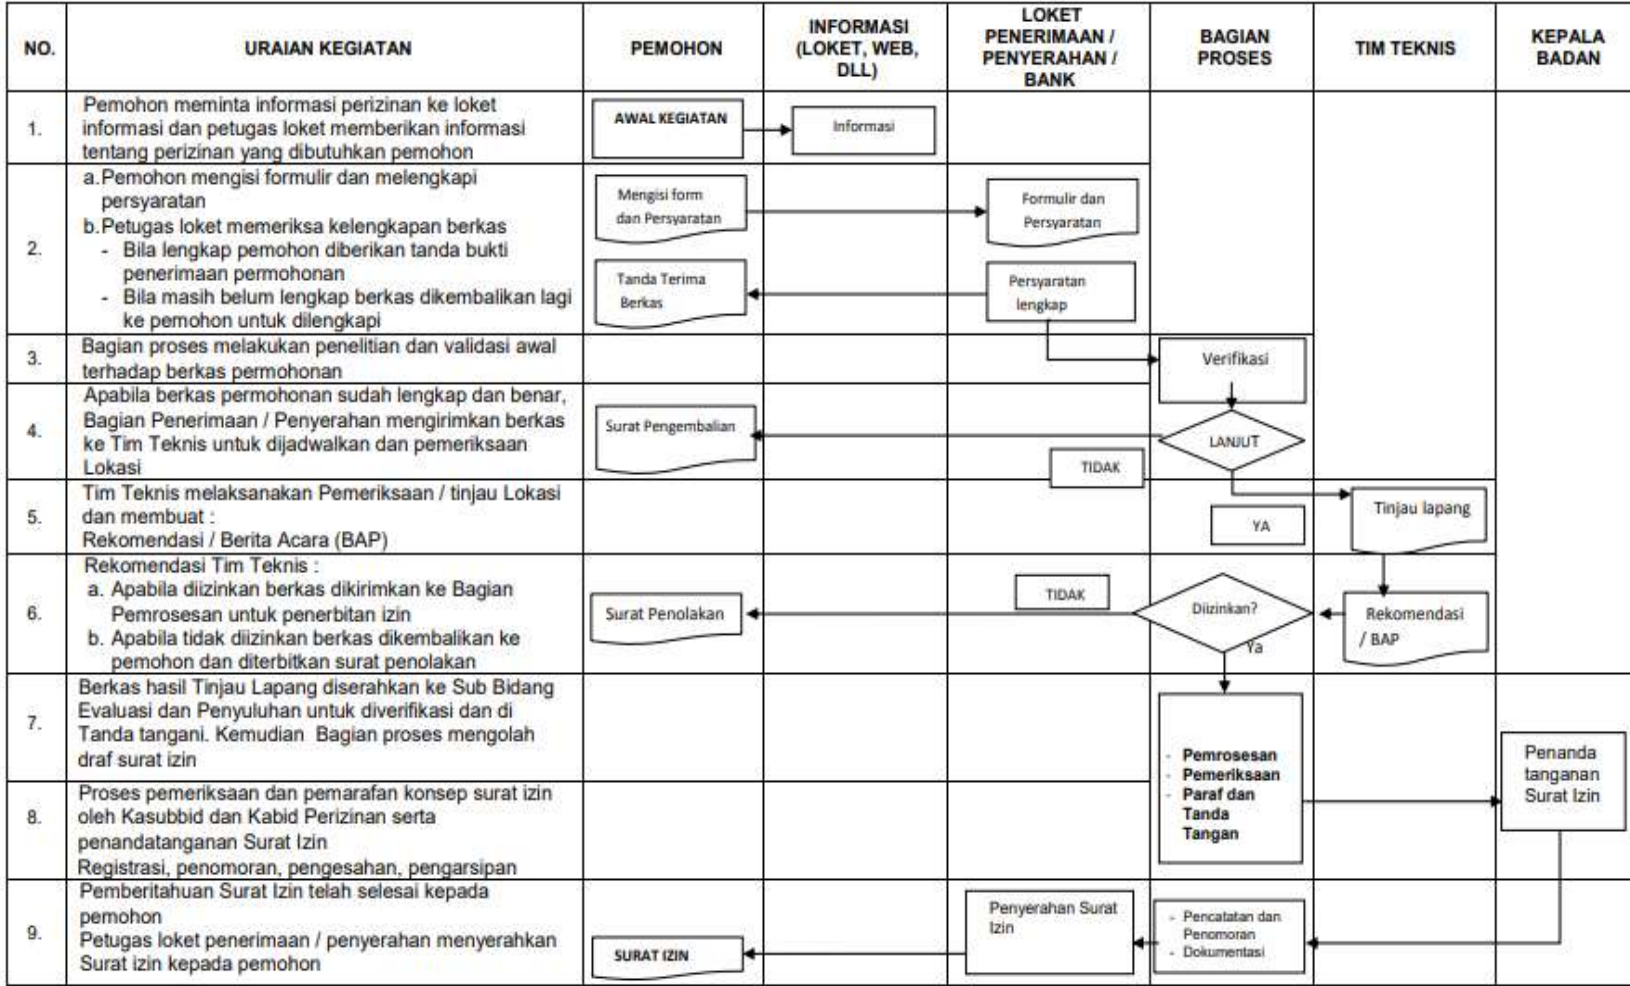 NO.
URAIAN KEGIATAN
PEMOHON
INFORMASI
(LOKET, WEB,
DLL)
LOKET
PENERIMAAN /
PENYERAHAN /
BANK
BAGIAN
PROSES
TIM TEKNIS
KEPALA
BADAN
1.
Pemohon meminta informasi perizinan ke loket
informasi dan petugas loket memberikan informasi
tentang perizinan yang dibutuhkan pemohon
AWAL KEGIATAN
Informasi
2.
a.Pemohon mengisi formulir dan melengkapi
persyaratan
b.Petugas loket memeriksa kelengkapan berkas
- Bila lengkap pemohon diberikan tanda bukti
penerimaan permohonan
- Bila masih belum lengkap berkas dikembalikan lagi
ke pemohon untuk dilengkapi
Mengisi form
dan Persyaratan
Formulir dan
Persyaratan
Tanda Terima
Berkas
Persyaratan
lengkap
3.
Bagian proses melakukan penelitian dan validasi awal
terhadap berkas permohonan
Verifikasi
4.
Apabila berkas permohonan sudah lengkap dan benar,
Bagian Penerimaan / Penyerahan mengirimkan berkas
ke Tim Teknis untuk dijadwalkan dan pemeriksaan
Lokasi
Surat Pengembalian
LANJUT
TIDAK
5.
Tim Teknis melaksanakan Pemeriksaan / tinjau Lokasi
dan membuat :
Rekomendasi / Berita Acara (BAP)
YA
Tinjau lapang
6.
Rekomendasi Tim Teknis :
a. Apabila diizinkan berkas dikirimkan ke Bagian
Pemrosesan untuk penerbitan izin
b. Apabila tidak diizinkan berkas dikembalikan ke
pemohon dan diterbitkan surat penolakan
Surat Penolakan
TIDAK
Diizinkan?
Ya
Rekomendasi
/ BAP
7.
Berkas hasil Tinjau Lapang diserahkan ke Sub Bidang
Evaluasi dan Penyuluhan untuk diverifikasi dan di
Tanda tangani. Kemudian Bagian proses mengolah
draf surat izin
- Pemrosesan
- Pemeriksaan
- Paraf dan
Tanda
Tangan
Penanda
tanganan
Surat Izin
8.
Proses pemeriksaan dan pemarafan konsep surat izin
oleh Kasubbid dan Kabid Perizinan serta
penandatanganan Surat Izin
Registrasi, penomoran, pengesahan, pengarsipan
9.
Pemberitahuan Surat Izin telah selesai kepada
pemohon
Petugas loket penerimaan / penyerahan menyerahkan
Surat izin kepada pemohon
SURAT IZIN
Penyerahan Surat
Izin
- Pencatatan dan
Penomoran
- Dokumentasi